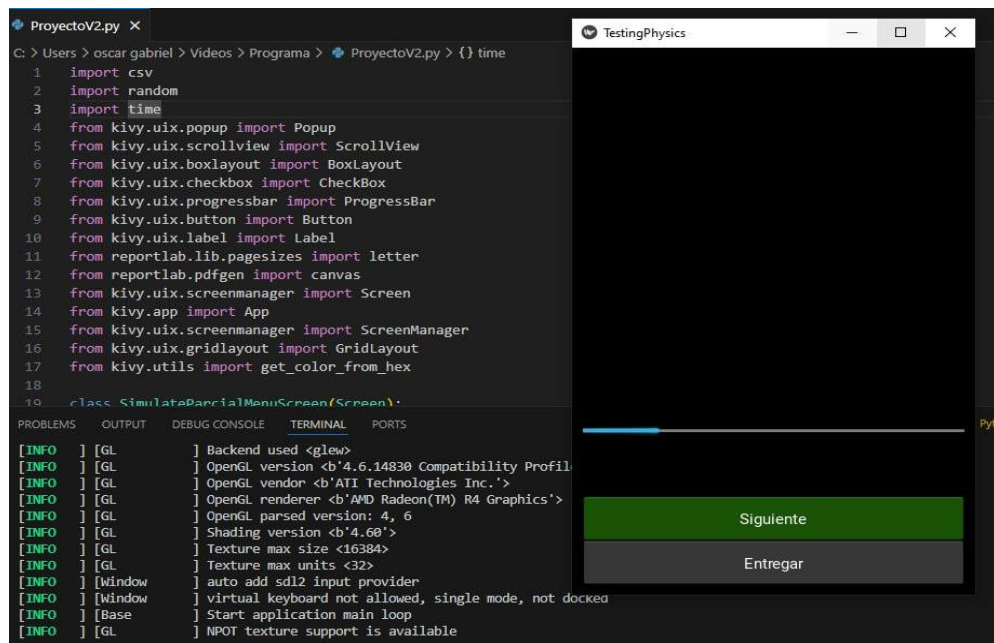 ProyectoV2.py
C: > Users > oscar gabriel > Videos > Programa > ProyectoV2.py > {} time
1 import csv
2 import random
3 import time
4 from kivy.uix.popup import Popup
5 from kivy.uix.scrollview import ScrollView
6 from kivy.uix.boxlayout import BoxLayout
7 from kivy.uix.checkbox import CheckBox
8 from kivy.uix.progressbar import ProgressBar
9 from kivy.uix.button import Button
10 from kivy.uix.label import Label
11 from reportlab.lib.pagesizes import letter
12 from reportlab.pdfgen import canvas
13 from kivy.uix.screenmanager import Screen
14 from kivy.app import App
15 from kivy.uix.screenmanager import ScreenManager
16 from kivy.uix.gridlayout import GridLayout
17 from kivy.utils import get_color_from_hex
18
19 class SimulateParcialMenuScreen(Screen):
PROBLEMS OUTPUT DEBUG CONSOLE TERMINAL PORTS
[INFO ] [GL ] Backend used <glew>
[INFO ] [GL ] OpenGL version <b'4.6.14830 Compatibility Profil
[INFO ] [GL ] OpenGL vendor <b'ATI Technologies Inc.'>
[INFO ] [GL ] OpenGL renderer <b'AMD Radeon(TM) R4 Graphics'>
[INFO ] [GL ] OpenGL parsed version: 4, 6
[INFO ] [GL ] Shading version <b'4.60'>
[INFO ] [GL ] Texture max size <16384>
[INFO ] [GL ] Texture max units <32>
[INFO ] [Window ] auto add sdl2 input provider
[INFO ] [Window ] virtual keyboard not allowed, single mode, not docked
[INFO ] [Base ] Start application main loop
[INFO ] [GL ] NPOT texture support is available
TestingPhysics
Siguiente
Entregar
Py